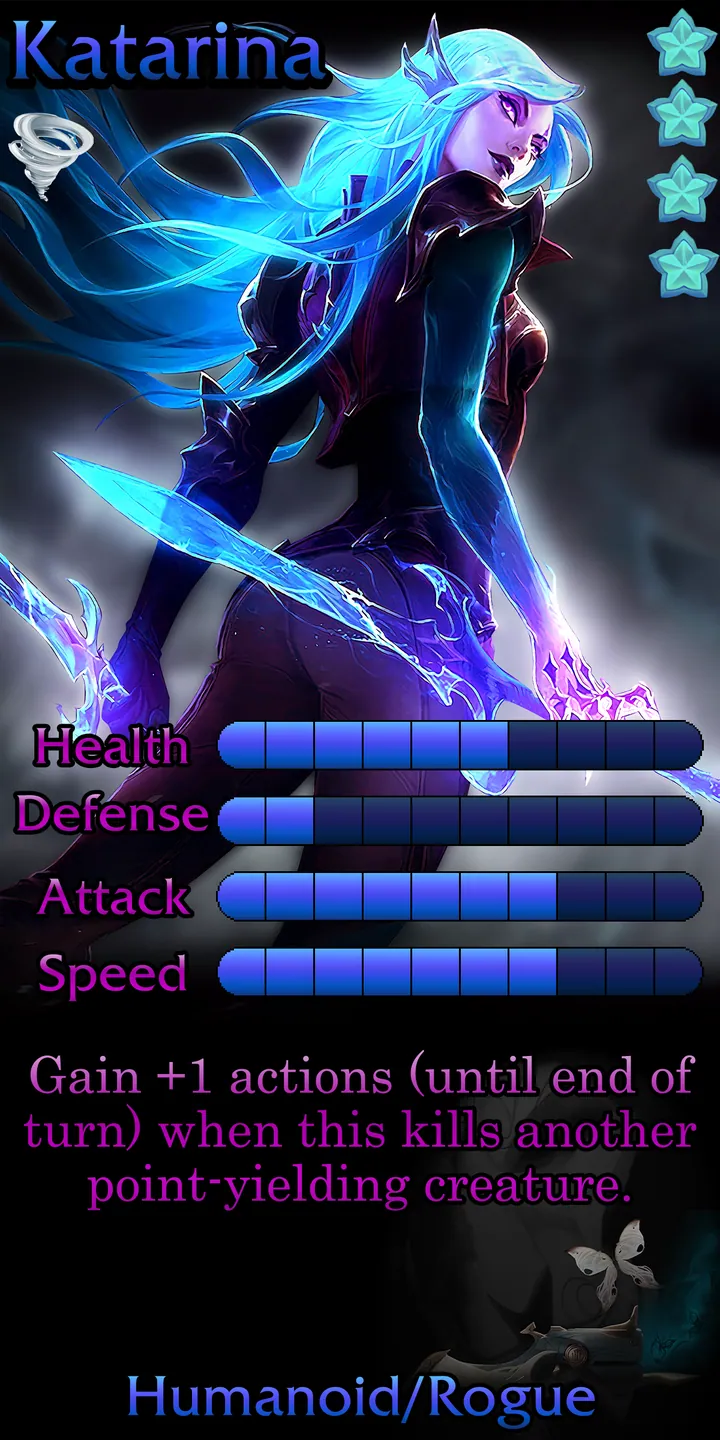 Katarina
Health
Defense
Attack
Speed
Gain +1 actions (until end of
turn) when this kills another
point-yielding creature.
Humanoid/Rogue